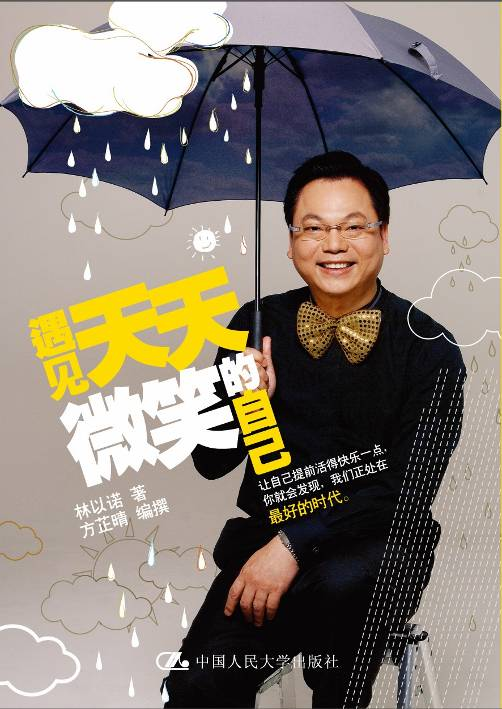 遇见天天
微笑的自己
林以诺 著
方芷晴 编撰
让自己提前活得快乐一点，
你就会发现，我们正处在
最好的时代。
中国人民大学出版社